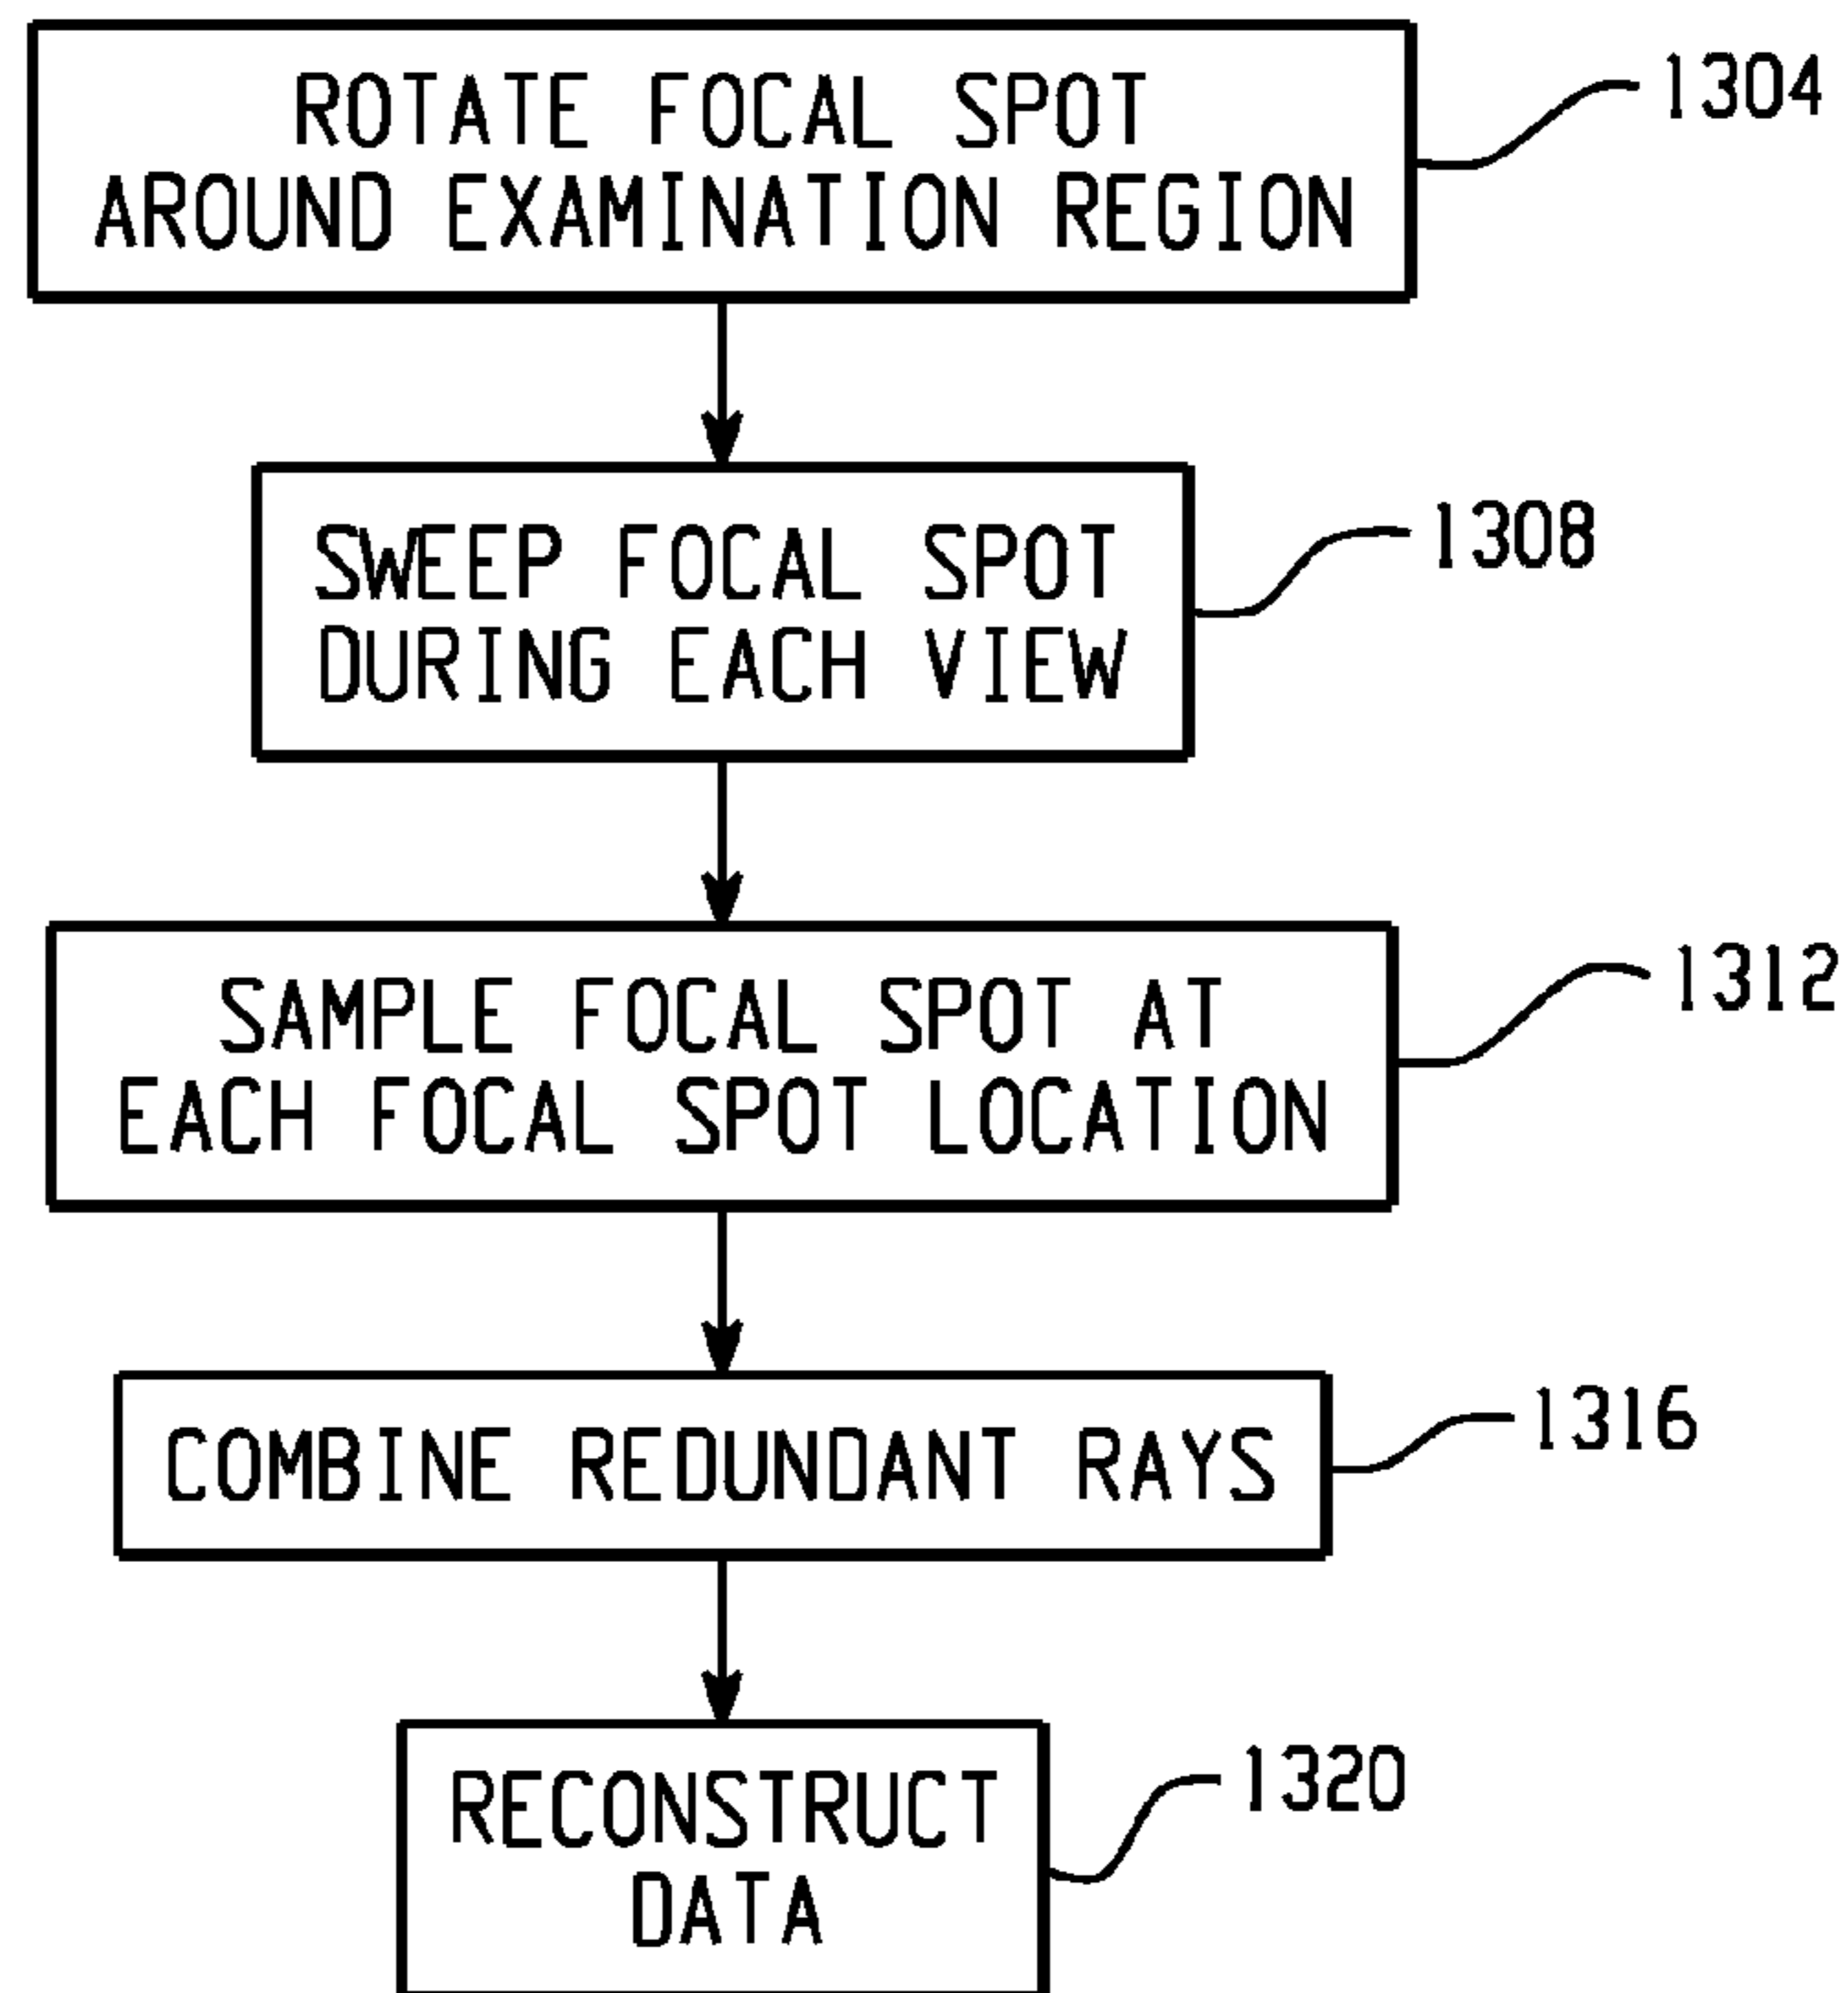 ROTATE FOCAL SPOT
AROUND EXAMINATION REGION
1304
SWEEP FOCAL SPOT
DURING EACH VIEW
1308
SAMPLE FOCAL SPOT AT
EACH FOCAL SPOT LOCATION
1312
COMBINE REDUNDANT RAYS
1316
RECONSTRUCT
DATA
1320